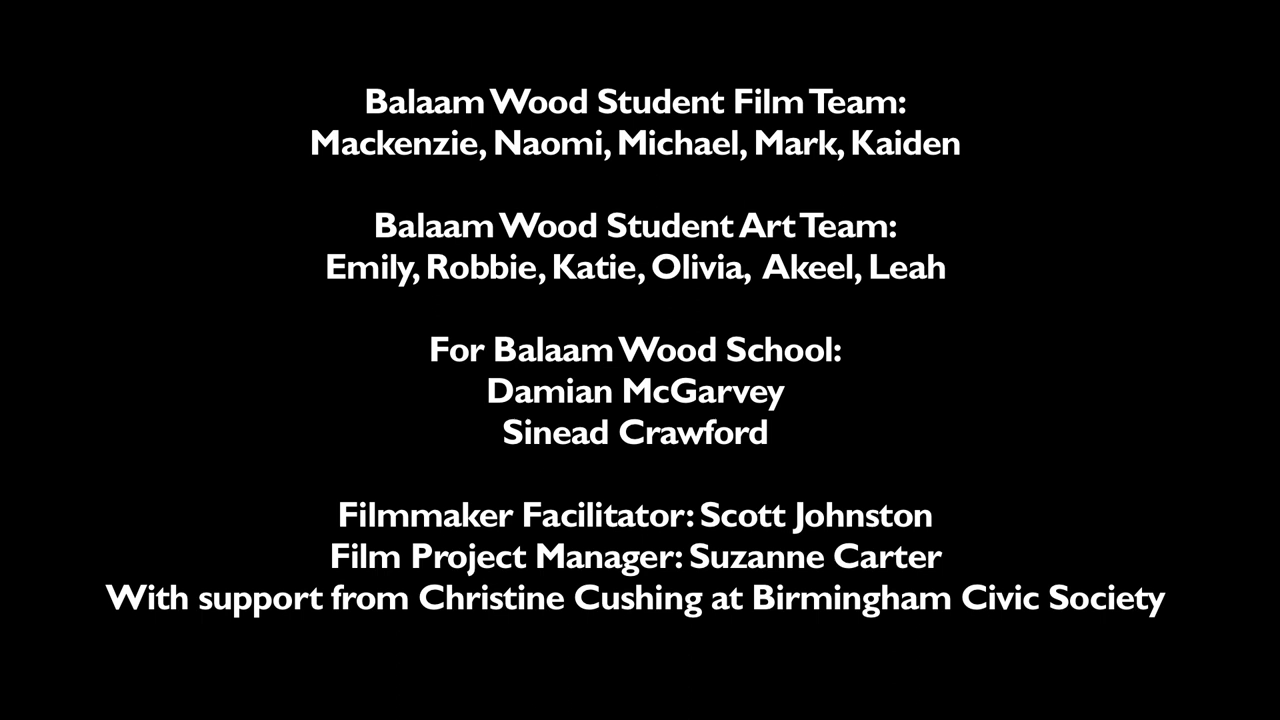 Balaam Wood Student Film Team:
Mackenzie, Naomi, Michael, Mark, Kaiden
Balaam Wood Student Art Team:
Emily, Robbie, Katie, Olivia, Akeel, Leah
For Balaam Wood School:
Damian McGarvey
Sinead Crawford
Filmmaker Facilitator: Scott Johnston
Film Project Manager: Suzanne Carter
With support from Christine Cushing at Birmingham Civic Society